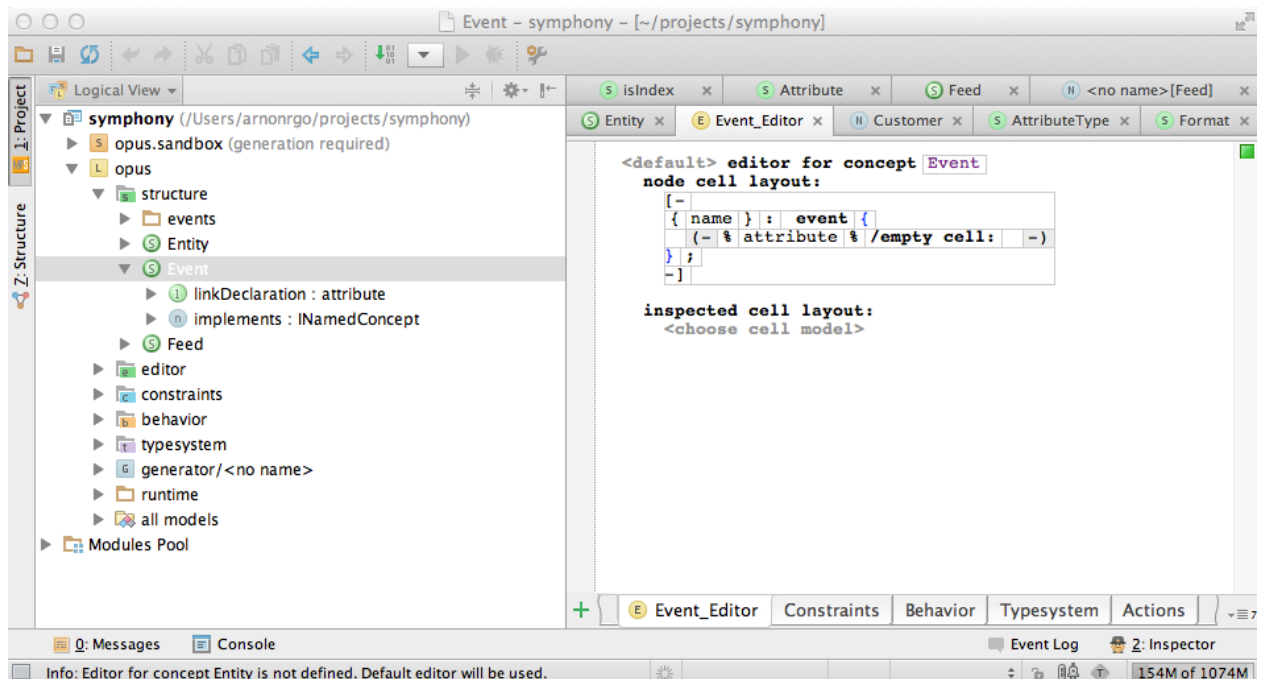 Event – symphony – [~/projects/symphony]
Logical View
isIndex Attribute Feed <no name>[Feed]
Entity Event_Editor Customer AttributeType Format
1: Project
Z: Structure
symphony (/Users/arnonrgo/projects/symphony)
S opus.sandbox (generation required)
L opus
structure
events
S Entity
S Event
1 linkDeclaration : attribute
n implements : INamedConcept
S Feed
editor
constraints
behavior
typesystem
G generator/<no name>
runtime
all models
Modules Pool
<default> editor for concept Event
node cell layout:
[-
{ name } : event {
(- % attribute % /empty cell: -)
} ;
-]
inspected cell layout:
<choose cell model>
E Event_Editor Constraints Behavior Typesystem Actions 7
0: Messages Console Event Log 2: Inspector
Info: Editor for concept Entity is not defined. Default editor will be used. 154M of 1074M